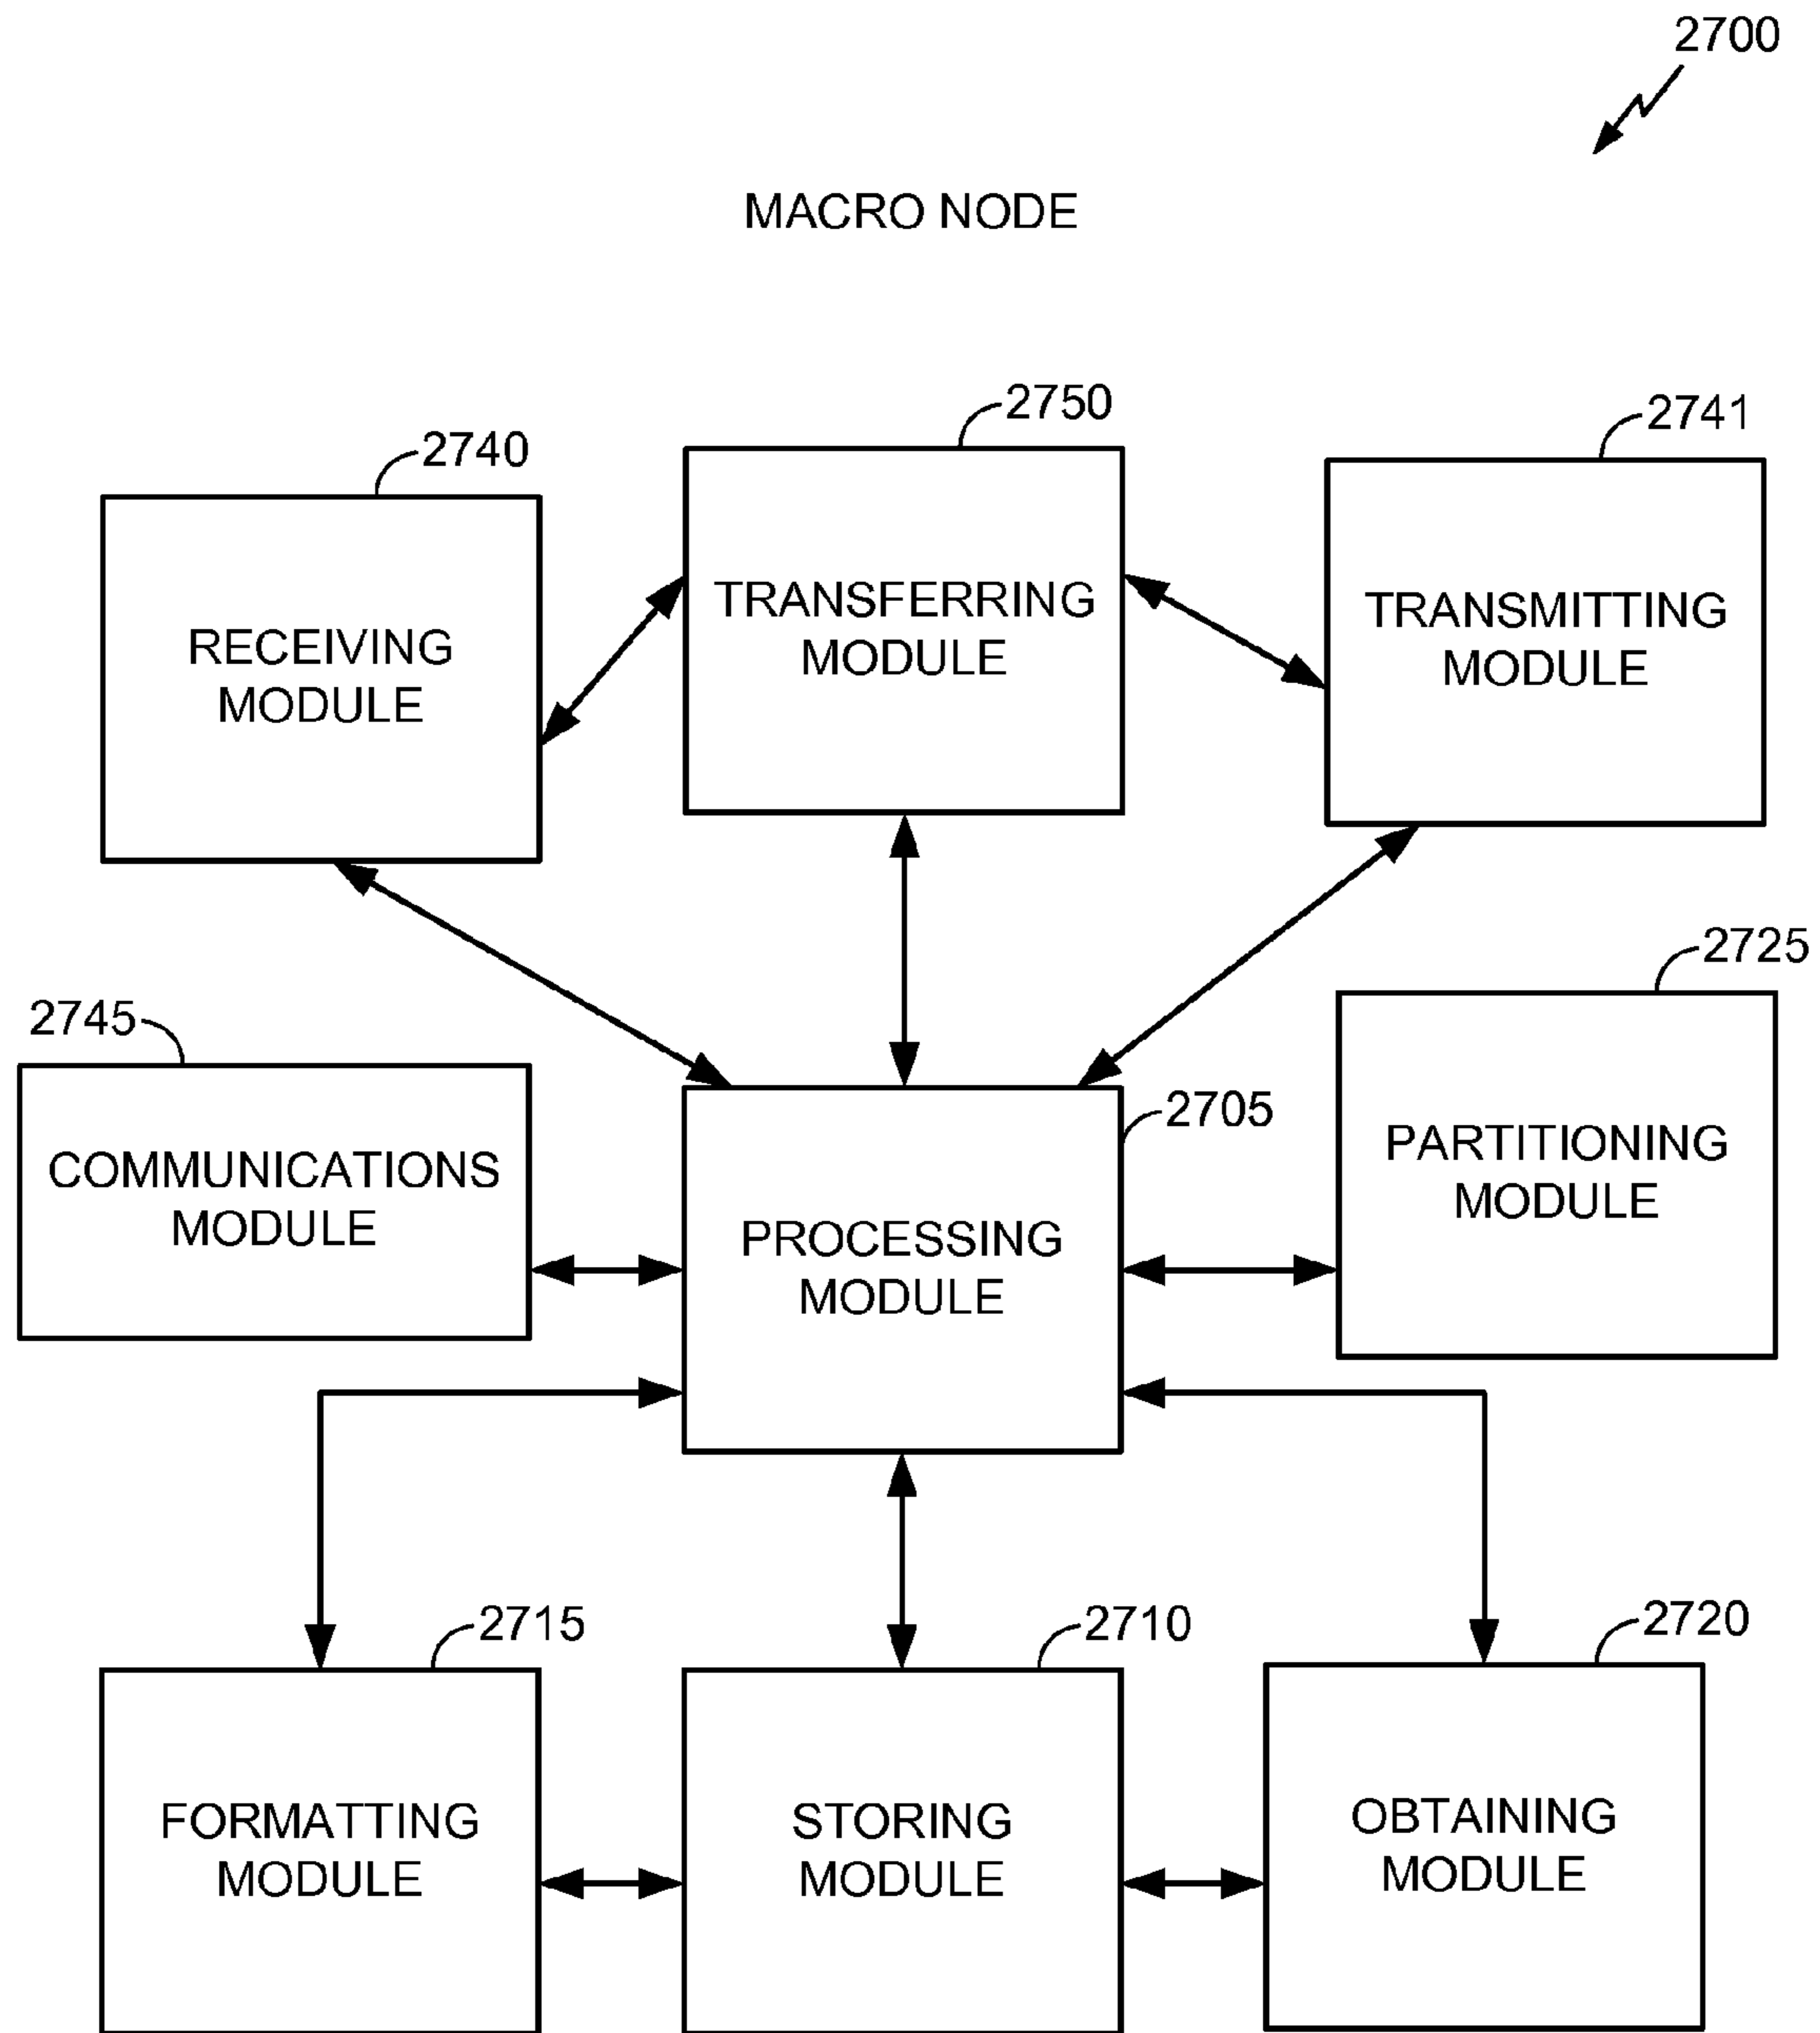 2700
MACRO NODE
2740
2750
2741
RECEIVING
MODULE
TRANSFERRING
MODULE
TRANSMITTING
MODULE
2745
2705
2725
COMMUNICATIONS
MODULE
PROCESSING
MODULE
PARTITIONING
MODULE
2715
2710
2720
FORMATTING
MODULE
STORING
MODULE
OBTAINING
MODULE